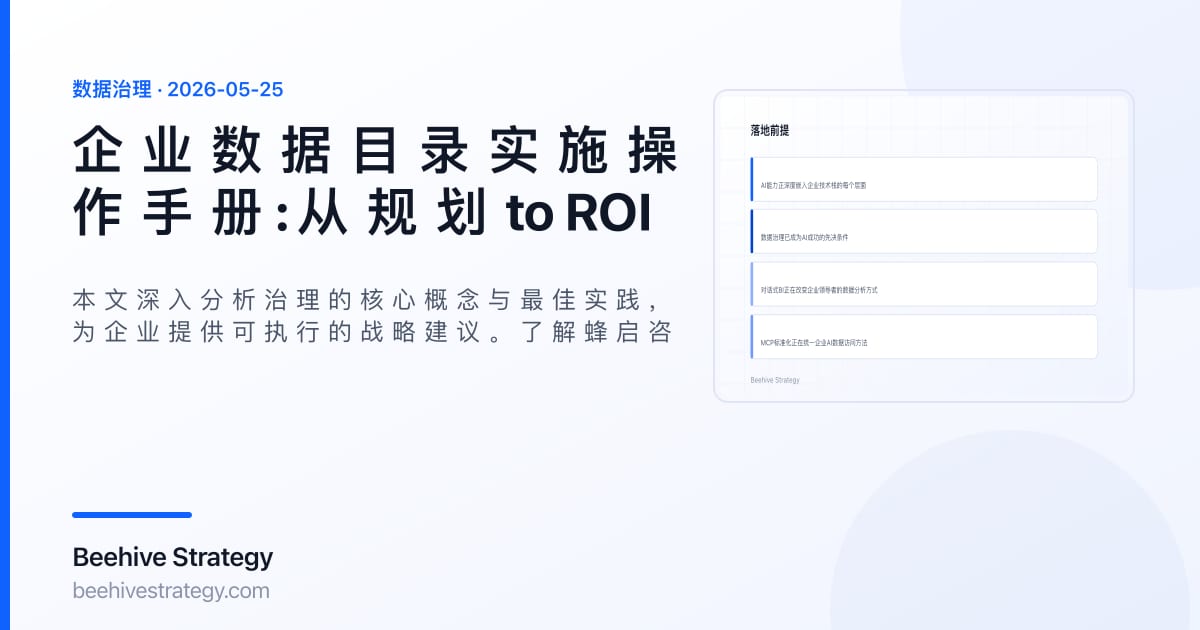 数据治理 · 2026-05-25
企业数据目录实施操
作手册:从规划 to ROI
本文深入分析治理的核心概念与最佳实践,
为企业提供可执行的战略建议。了解蜂启咨
落地前提
AI能力正深度嵌入企业技术栈的每个层面
数据治理已成为AI成功的先决条件
对话式BI正在改变企业领导者的数据分析方式
MCP标准化正在统一企业AI数据访问方法
Beehive Strategy
Beehive Strategy
beehivestrategy.com